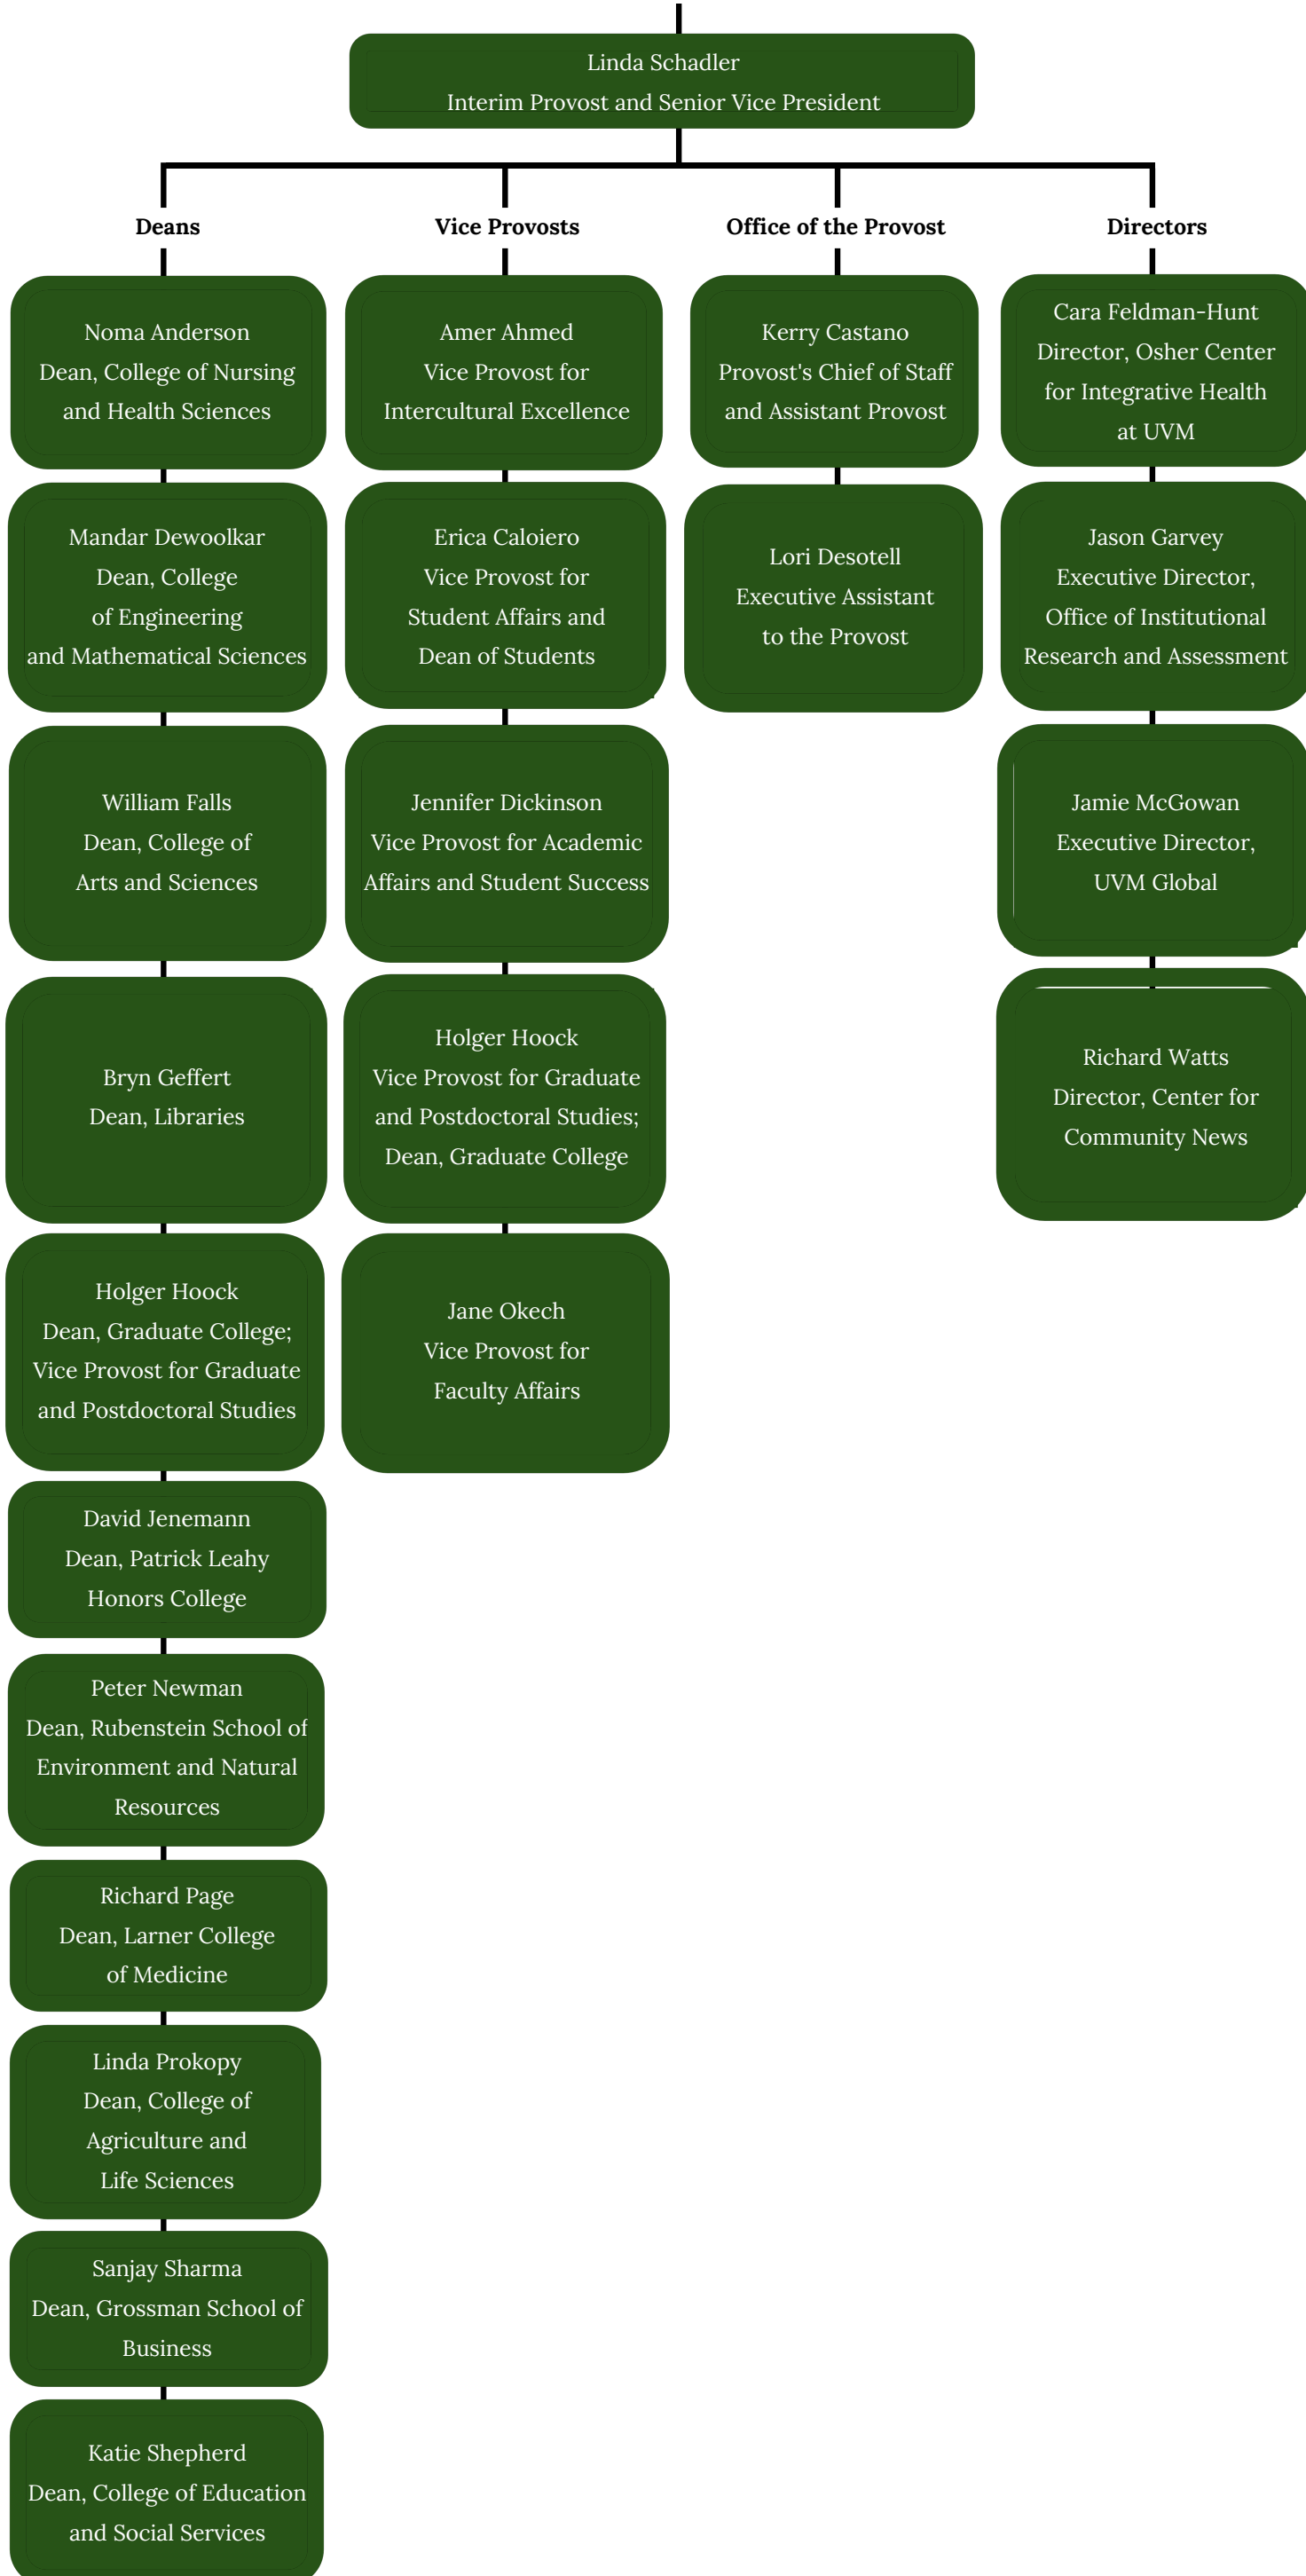 Linda Schadler
Interim Provost and Senior Vice President
Deans
Noma Anderson
Dean, College of Nursing
and Health Sciences
Mandar Dewoolkar
Dean, College
of Engineering
and Mathematical Sciences
William Falls
Dean, College of
Arts and Sciences
Bryn Geffert
Dean, Libraries
Holger Hoock
Dean, Graduate College;
Vice Provost for Graduate
and Postdoctoral Studies
David Jenemann
Dean, Patrick Leahy
Honors College
Peter Newman
Dean, Rubenstein School of
Environment and Natural
Resources
Richard Page
Dean, Larner College
of Medicine
Linda Prokopy
Dean, College of
Agriculture and
Life Sciences
Sanjay Sharma
Dean, Grossman School of
Business
Katie Shepherd
Dean, College of Education
and Social Services
Vice Provosts
Amer Ahmed
Vice Provost for
Intercultural Excellence
Erica Caloiero
Vice Provost for
Student Affairs and
Dean of Students
Jennifer Dickinson
Vice Provost for Academic
Affairs and Student Success
Holger Hoock
Vice Provost for Graduate
and Postdoctoral Studies;
Dean, Graduate College
Jane Okech
Vice Provost for
Faculty Affairs
Office of the Provost
Kerry Castano
Provost's Chief of Staff
and Assistant Provost
Lori Desotell
Executive Assistant
to the Provost
Directors
Cara Feldman-Hunt
Director, Osher Center
for Integrative Health
at UVM
Jason Garvey
Executive Director,
Office of Institutional
Research and Assessment
Jamie McGowan
Executive Director,
UVM Global
Richard Watts
Director, Center for
Community News